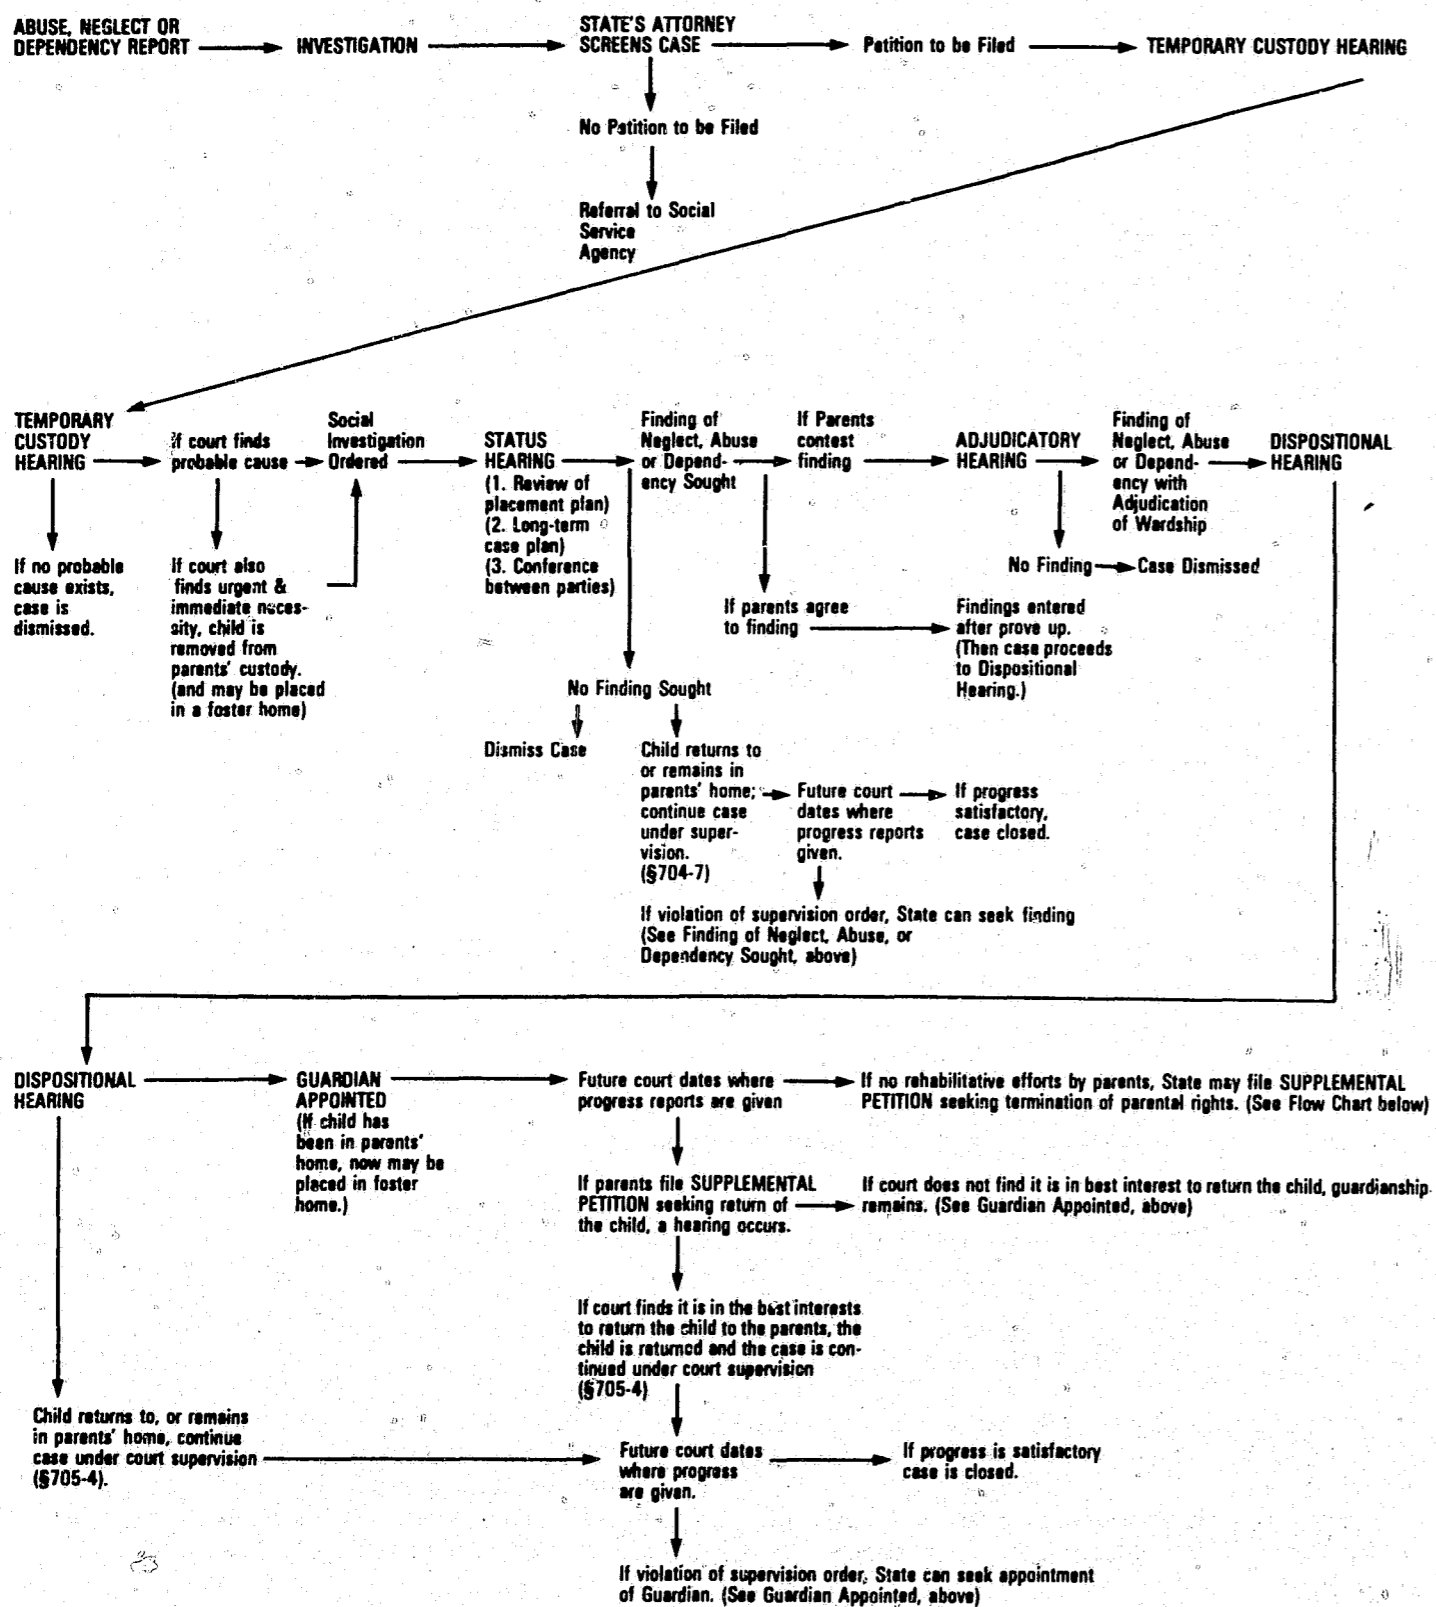 ABUSE, NEGLECT OR
DEPENDENCY REPORT
INVESTIGATION
STATE'S ATTORNEY
SCREENS CASE
Petition to be Filed
TEMPORARY CUSTODY HEARING
No Petition to be Filed
Referral to Social
Service
Agency
TEMPORARY
CUSTODY
HEARING
If court finds
probable cause
Social
Investigation
Ordered
STATUS
HEARING
(1. Review of
placement plan)
(2. Long-term
case plan)
(3. Conference
between parties)
Finding of
Neglect, Abuse
or Depend-
ency Sought
If Parents
contest
finding
ADJUDICATORY
HEARING
Finding of
Neglect, Abuse
or Depend-
ency with
Adjudication
of Wardship
DISPOSITIONAL
HEARING
If no probable
cause exists,
case is
dismissed.
If court also
finds urgent &
immediate neces-
sity, child is
removed from
parents' custody.
(and may be placed
in a foster home)
No Finding
Case Dismissed
If parents agree
to finding
Findings entered
after prove up.
(Then case proceeds
to Dispositional
Hearing.)
No Finding Sought
Dismiss Case
Child returns to
or remains in
parents' home;
continue case
under super-
vision.
(§704-7)
Future court
dates where
progress reports
given.
If progress
satisfactory,
case closed.
If violation of supervision order, State can seek finding
(See Finding of Neglect, Abuse, or
Dependency Sought, above)
DISPOSITIONAL
HEARING
GUARDIAN
APPOINTED
(If child has
been in parents'
home, now may be
placed in foster
home.)
Future court dates where
progress reports are given
If no rehabilitative efforts by parents, State may file SUPPLEMENTAL
PETITION seeking termination of parental rights. (See Flow Chart below)
If parents file SUPPLEMENTAL
PETITION seeking return of
the child, a hearing occurs.
If court does not find it is in best interest to return the child, guardianship
remains. (See Guardian Appointed, above)
If court finds it is in the best interests
to return the child to the parents, the
child is returned and the case is con-
tinued under court supervision
(§705-4)
Child returns to, or remains
in parents' home, continue
case under court supervision
(§705-4).
Future court dates
where progress
are given.
If progress is satisfactory
case is closed.
If violation of supervision order, State can seek appointment
of Guardian. (See Guardian Appointed, above)